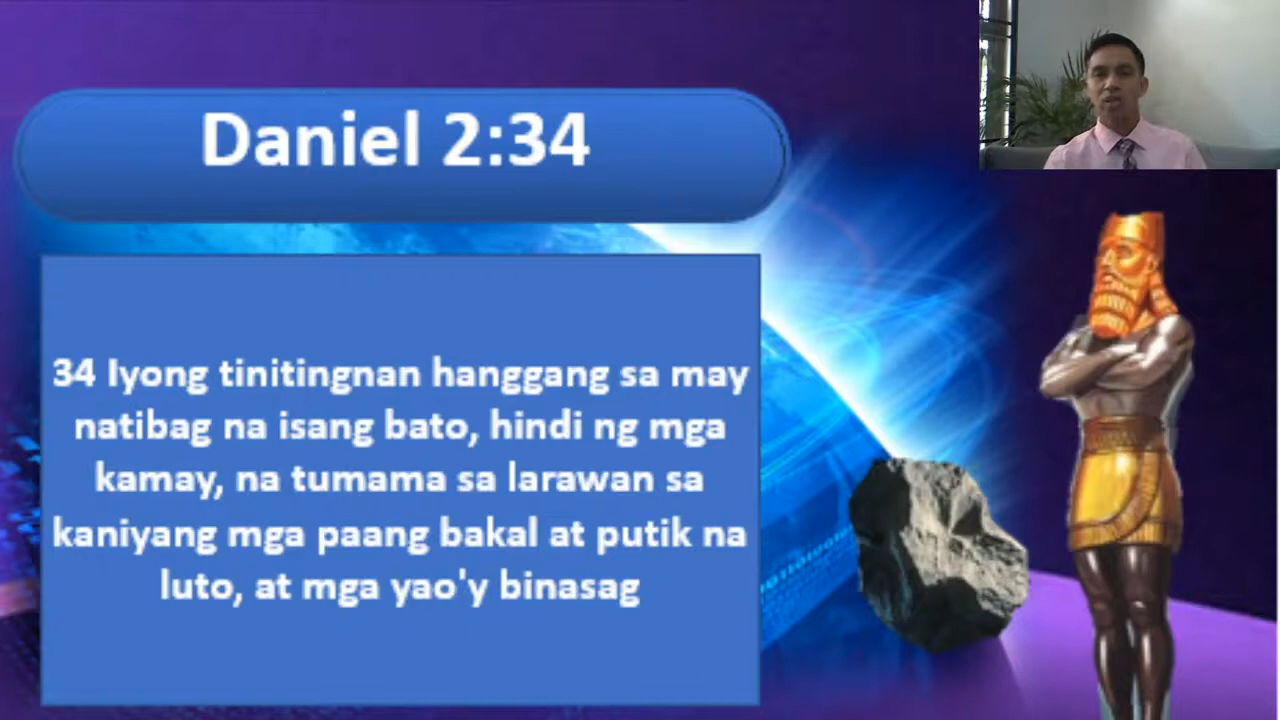 Daniel 2:34
34 Iyong tinitingnan hanggang sa may
natibag na isang bato, hindi ng mga
kamay, na tumama sa larawan sa
kaniyang mga paang bakal at putik na
luto, at mga yao'y binasag